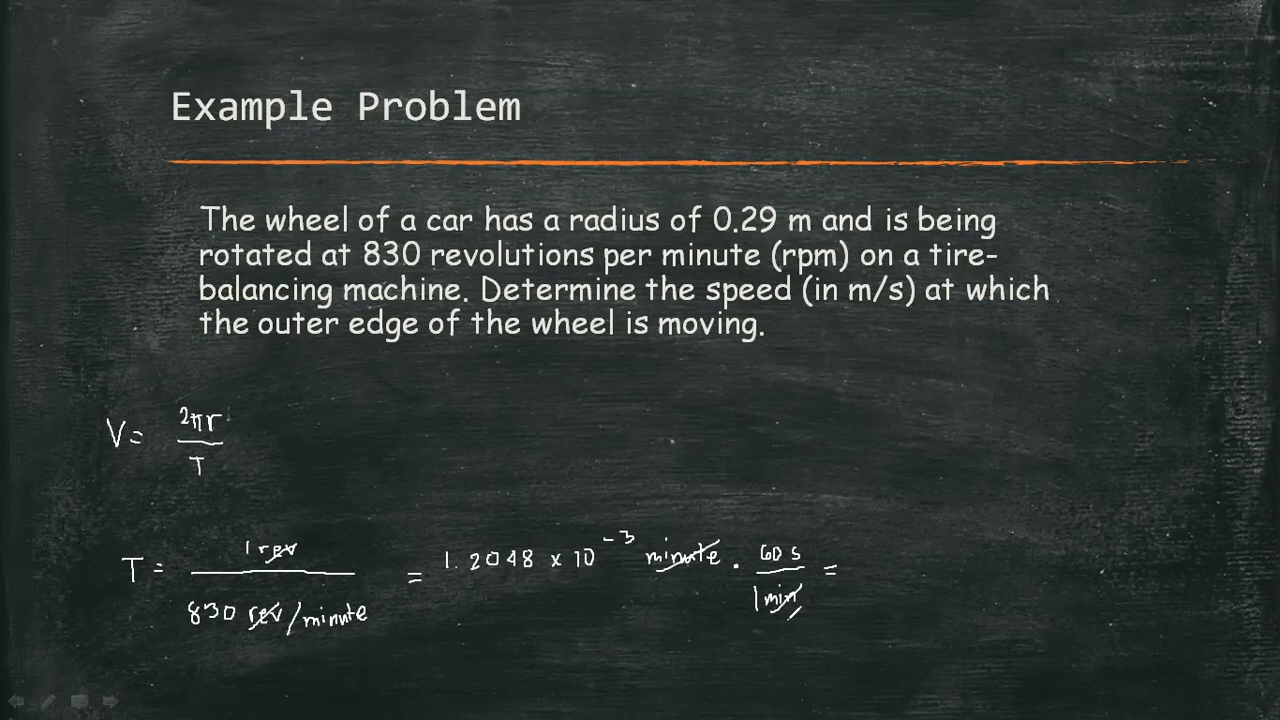 Example Problem
The wheel of a car has a radius of 0.29 m and is being
rotated at 830 revolutions per minute (rpm) on a tire-
balancing machine. Determine the speed (in m/s) at which
the outer edge of the wheel is moving.
V = 2πr / T
T = 1 rev / 830 rev/minute = 1.2048 x 10^-3 minute · 60 s / 1 min =